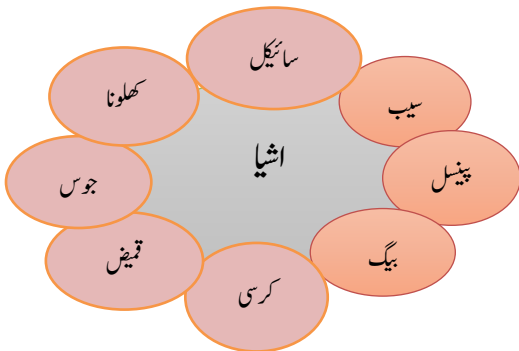 سائیکل
سیب
پینسل
بیگ
کرسی
قمیض
جوس
کھلونا
اشیا